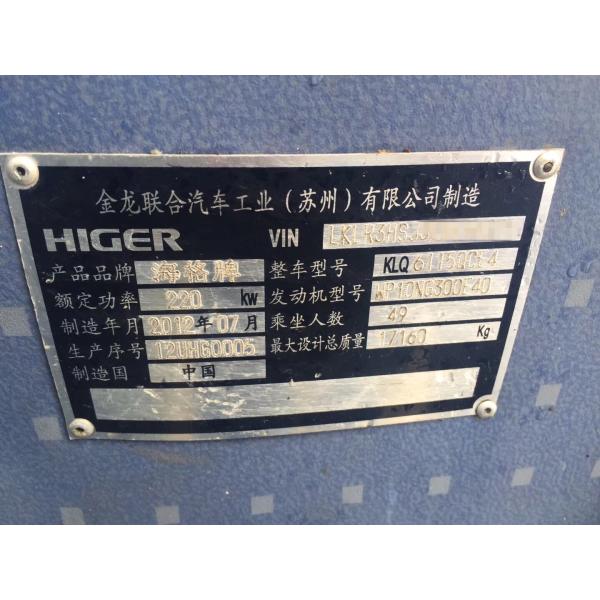 金龙联合汽车工业（苏州）有限公司制造
HIGER VIN LKLR3HSJ
产品品牌 海格牌 整车型号 KLQ6115QCE4
额定功率 220 kw 发动机型号 WP10NG300E40
制造年月 2012年07月 乘坐人数 49
生产序号 12UHG0005 最大设计总质量 17160 Kg
制造国 中国